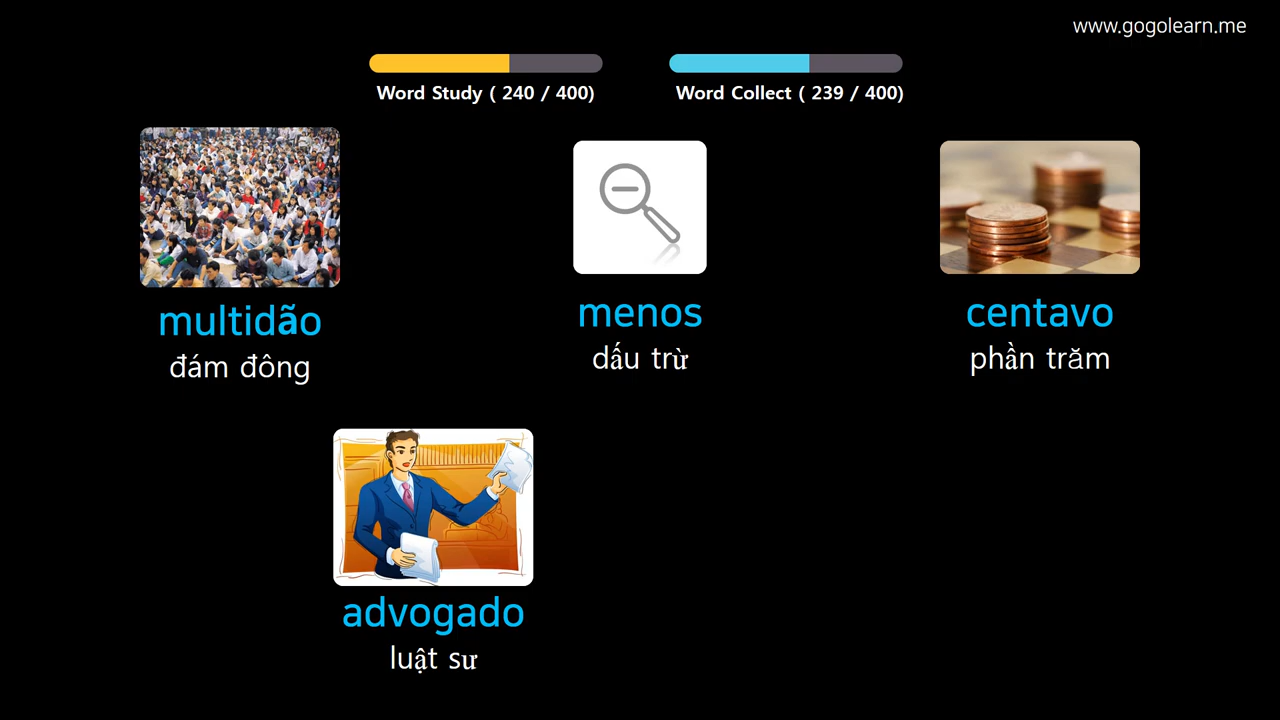 www.gogolearn.me
Word Study ( 240 / 400)
Word Collect ( 239 / 400)
multidão
đám đông
menos
dấu trừ
centavo
phần trăm
advogado
luật sư